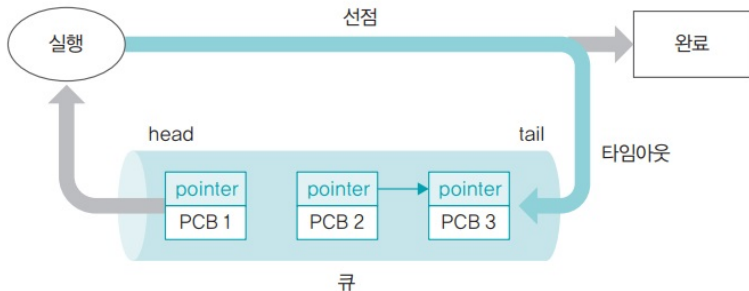 선점
실행
완료
head
tail
타임아웃
pointer
PCB 1
pointer
PCB 2
pointer
PCB 3
큐